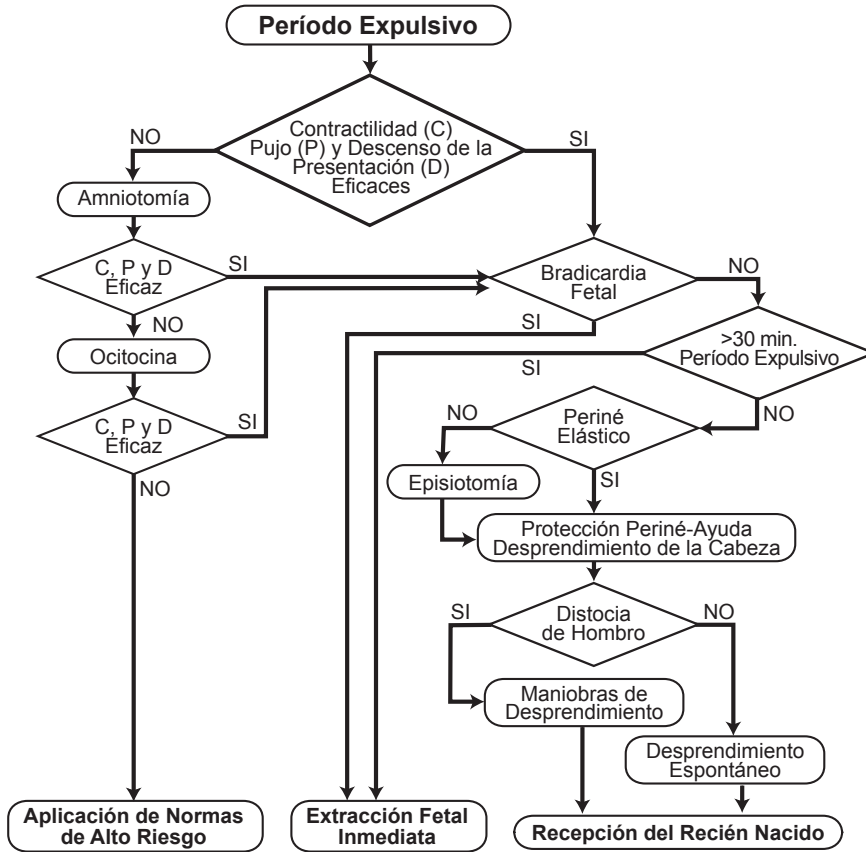 Período Expulsivo
Contractilidad (C)
Pujo (P) y Descenso de la
Presentación (D)
Eficaces
NO
SI
Amniotomía
C, P y D
Eficaz
SI
NO
Bradicardia
Fetal
NO
SI
Ocitocina
>30 min.
Período Expulsivo
SI
NO
C, P y D
Eficaz
SI
NO
Periné
Elástico
NO
SI
Episiotomía
Protección Periné-Ayuda
Desprendimiento de la Cabeza
Distocia
de Hombro
SI
NO
Maniobras de
Desprendimiento
Desprendimiento
Espontáneo
Aplicación de Normas
de Alto Riesgo
Extracción Fetal
Inmediata
Recepción del Recién Nacido